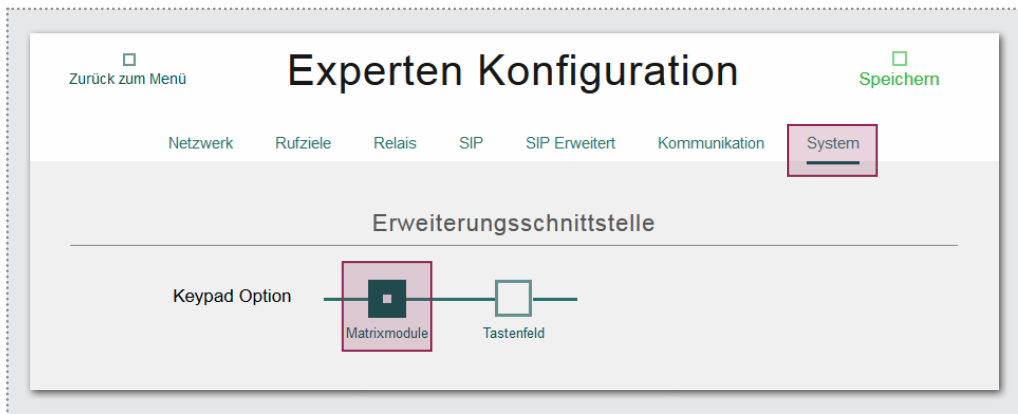 Zurück zum Menü
Experten Konfiguration
Speichern
Netzwerk Rufziele Relais SIP SIP Erweitert Kommunikation System
Erweiterungsschnittstelle
Keypad Option
Matrixmodule Tastenfeld